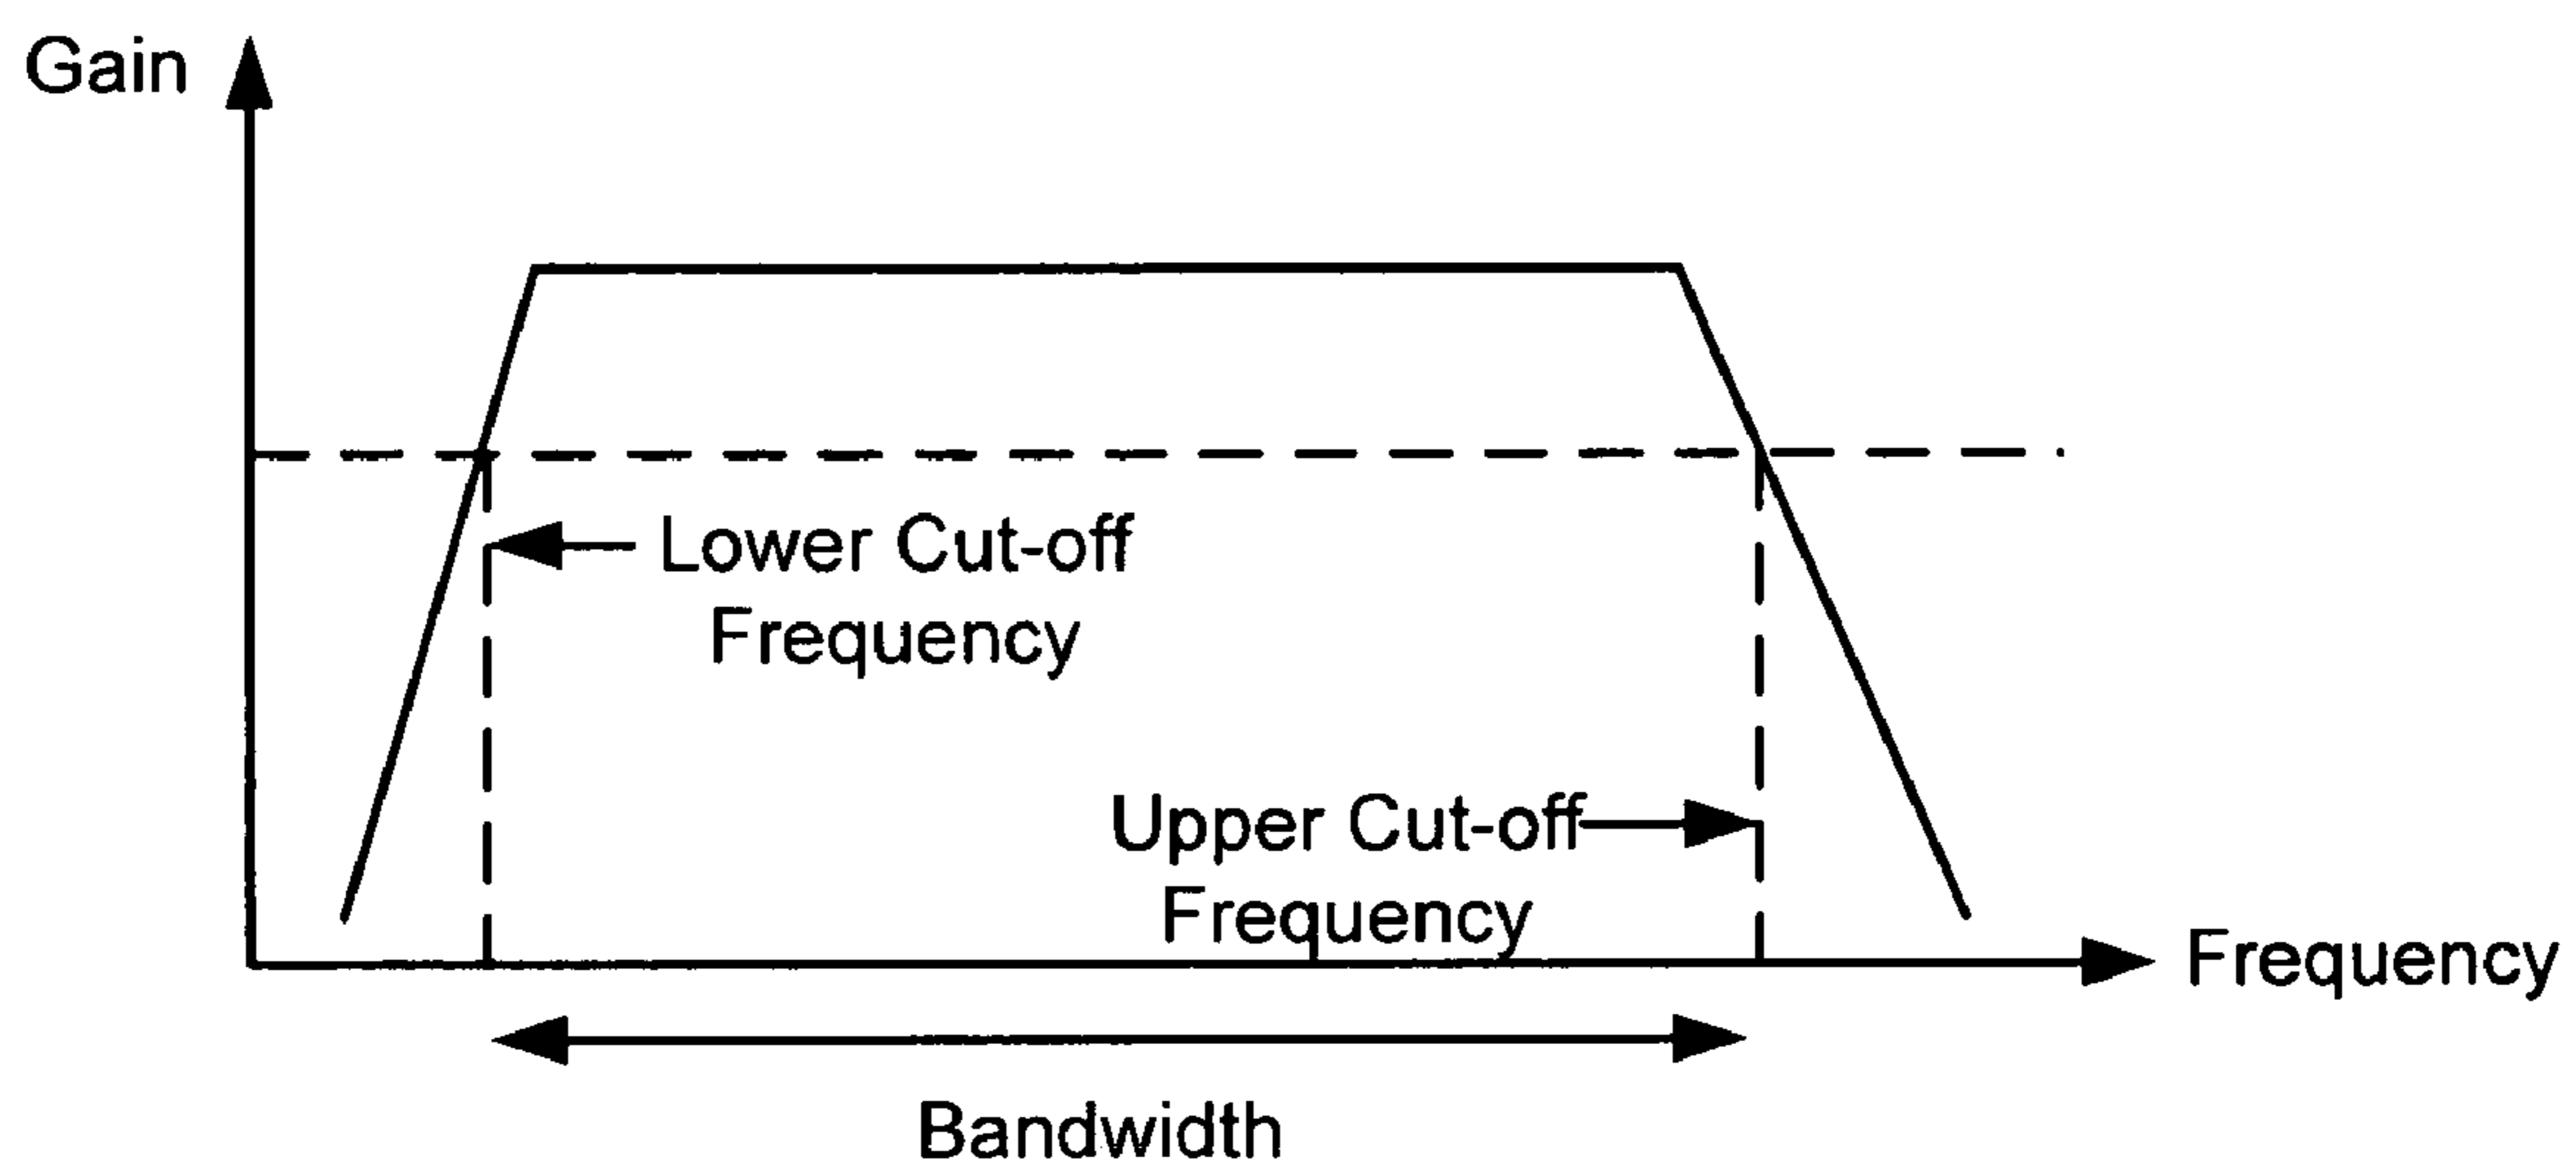 Gain
Lower Cut-off
Frequency
Upper Cut-off
Frequency
Frequency
Bandwidth